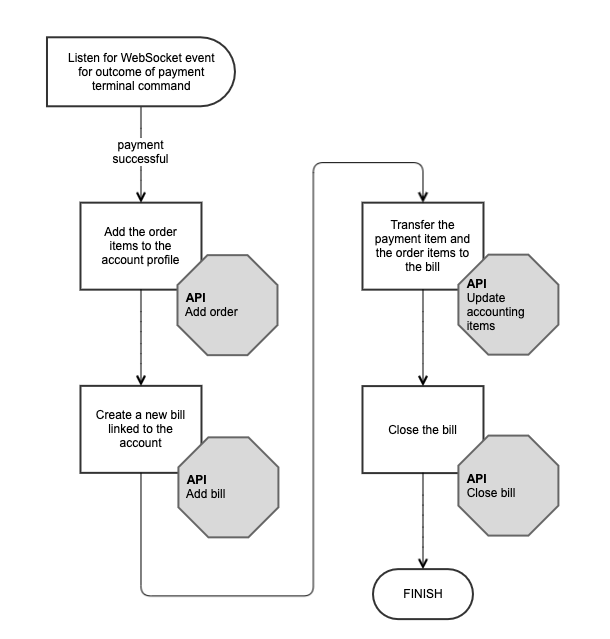 Listen for WebSocket event
for outcome of payment
terminal command
payment
successful
Add the order
items to the
account profile
API
Add order
Create a new bill
linked to the
account
API
Add bill
Transfer the
payment item and
the order items to
the bill
API
Update
accounting
items
Close the bill
API
Close bill
FINISH